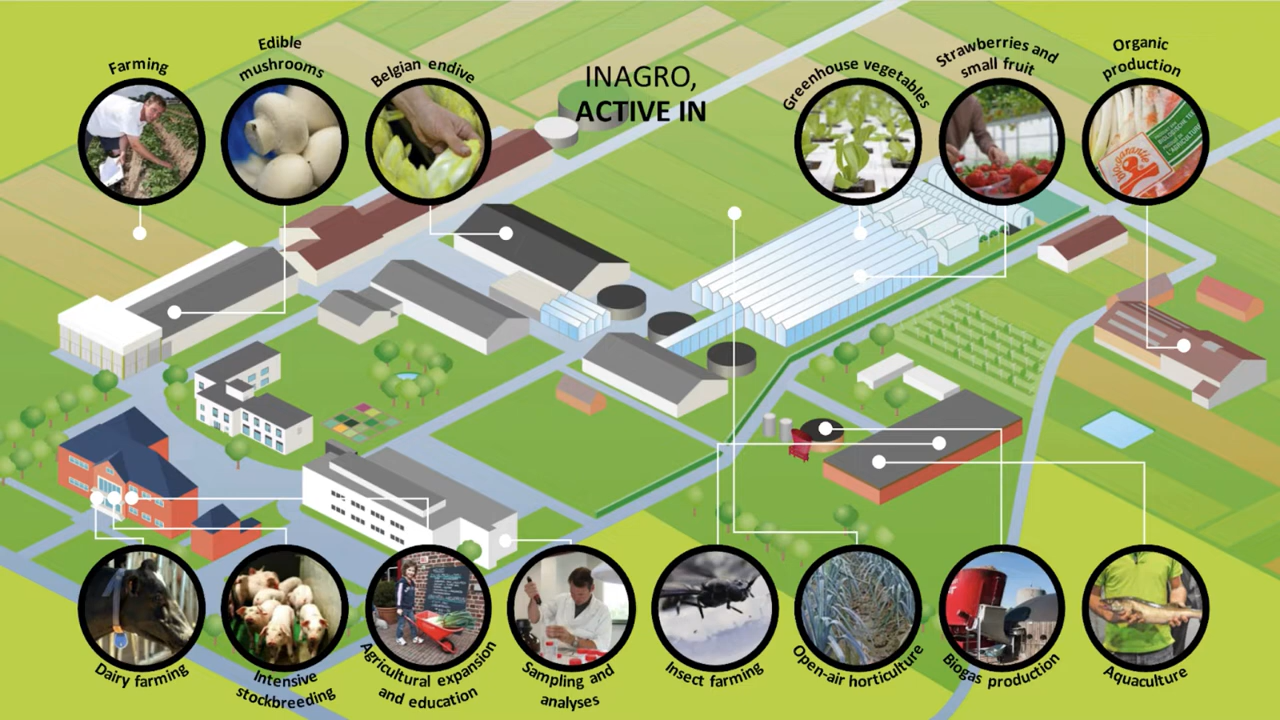 Farming
Edible
mushrooms
Belgian endive
INAGRO,
ACTIVE IN
Greenhouse vegetables
Strawberries and
small fruit
Organic
production
Biogarantie
Dairy farming
Intensive
stockbreeding
Agricultural expansion
and education
Sampling and
analyses
Insect farming
Open-air horticulture
Biogas production
Aquaculture